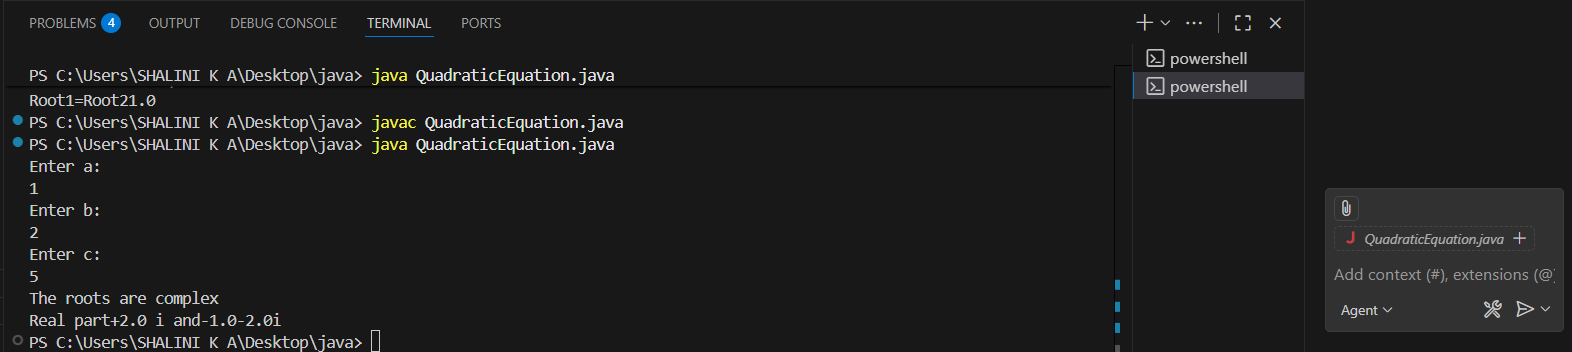 PROBLEMS 4 OUTPUT DEBUG CONSOLE TERMINAL PORTS
PS C:\Users\SHALINI K A\Desktop\java> java QuadraticEquation.java
Root1=Root21.0
PS C:\Users\SHALINI K A\Desktop\java> javac QuadraticEquation.java
PS C:\Users\SHALINI K A\Desktop\java> java QuadraticEquation.java
Enter a:
1
Enter b:
2
Enter c:
5
The roots are complex
Real part+2.0 i and-1.0-2.0i
PS C:\Users\SHALINI K A\Desktop\java>
powershell
powershell
J QuadraticEquation.java +
Add context (#), extensions (@)
Agent